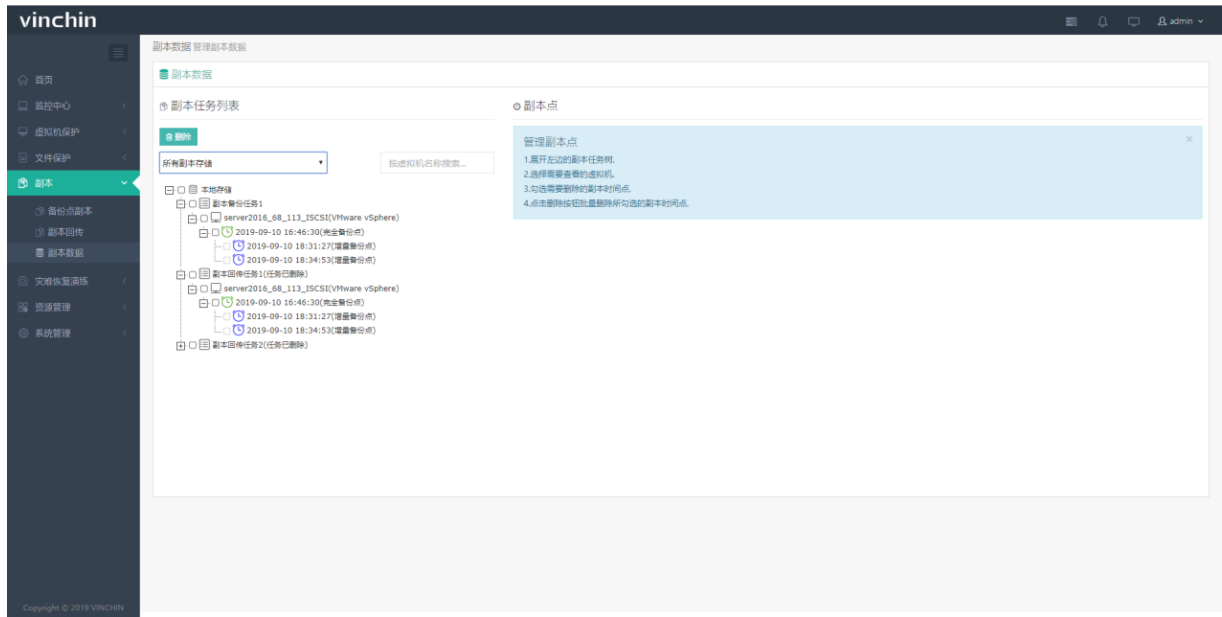 vinchin
admin
副本数据 管理副本数据
首页
监控中心
虚拟机保护
文件保护
副本
备份点副本
副本回传
副本数据
灾难恢复演练
资源管理
系统管理
Copyright © 2019 VINCHIN
副本数据
副本任务列表
删除
所有副本存储
按虚拟机名称搜索...
本地存储
副本备份任务1
server2016_68_113_ISCSI(VMware vSphere)
2019-09-10 16:46:30(完全备份点)
2019-09-10 18:31:27(增量备份点)
2019-09-10 18:34:53(增量备份点)
副本回传任务1(任务已删除)
server2016_68_113_ISCSI(VMware vSphere)
2019-09-10 16:46:30(完全备份点)
2019-09-10 18:31:27(增量备份点)
2019-09-10 18:34:53(增量备份点)
副本回传任务2(任务已删除)
副本点
管理副本点
1.展开左边的副本任务树.
2.选择需要查看的虚拟机.
3.勾选需要删除的副本时间点.
4.点击删除按钮批量删除所勾选的副本时间点.